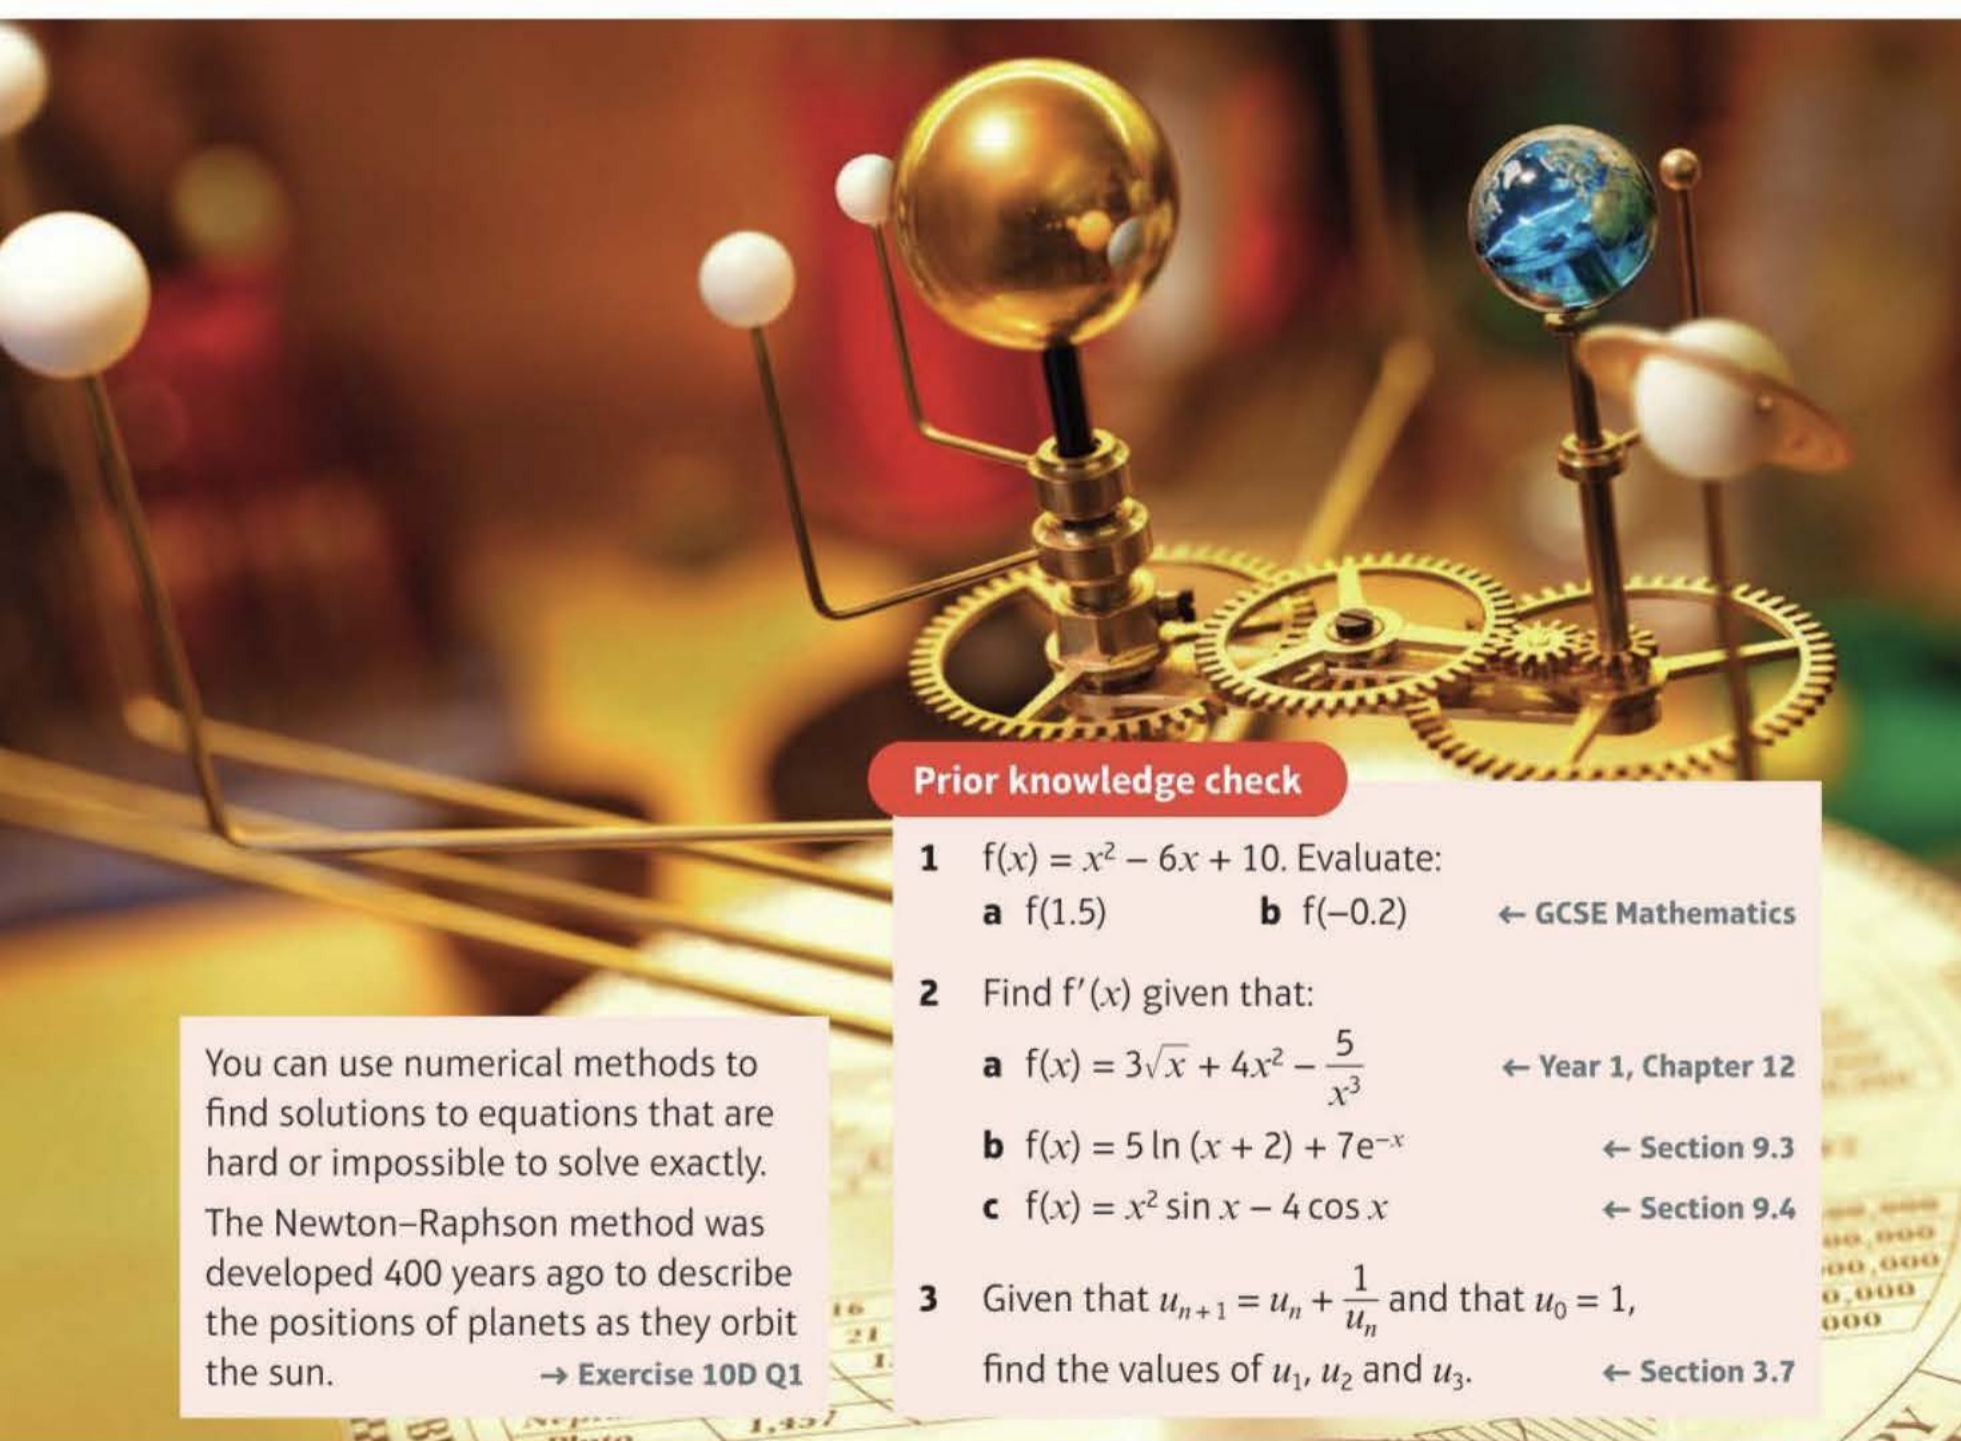 Prior knowledge check
1 f(x) = x² – 6x + 10. Evaluate:
a f(1.5) b f(–0.2) ← GCSE Mathematics
2 Find f′(x) given that:
a f(x) = 3√x + 4x² – 5/x³ ← Year 1, Chapter 12
b f(x) = 5 ln (x + 2) + 7e⁻ˣ ← Section 9.3
c f(x) = x² sin x – 4 cos x ← Section 9.4
3 Given that uₙ₊₁ = uₙ + 1/uₙ and that u₀ = 1,
find the values of u₁, u₂ and u₃. ← Section 3.7
You can use numerical methods to
find solutions to equations that are
hard or impossible to solve exactly.
The Newton–Raphson method was
developed 400 years ago to describe
the positions of planets as they orbit
the sun. → Exercise 10D Q1
16
21
1,457